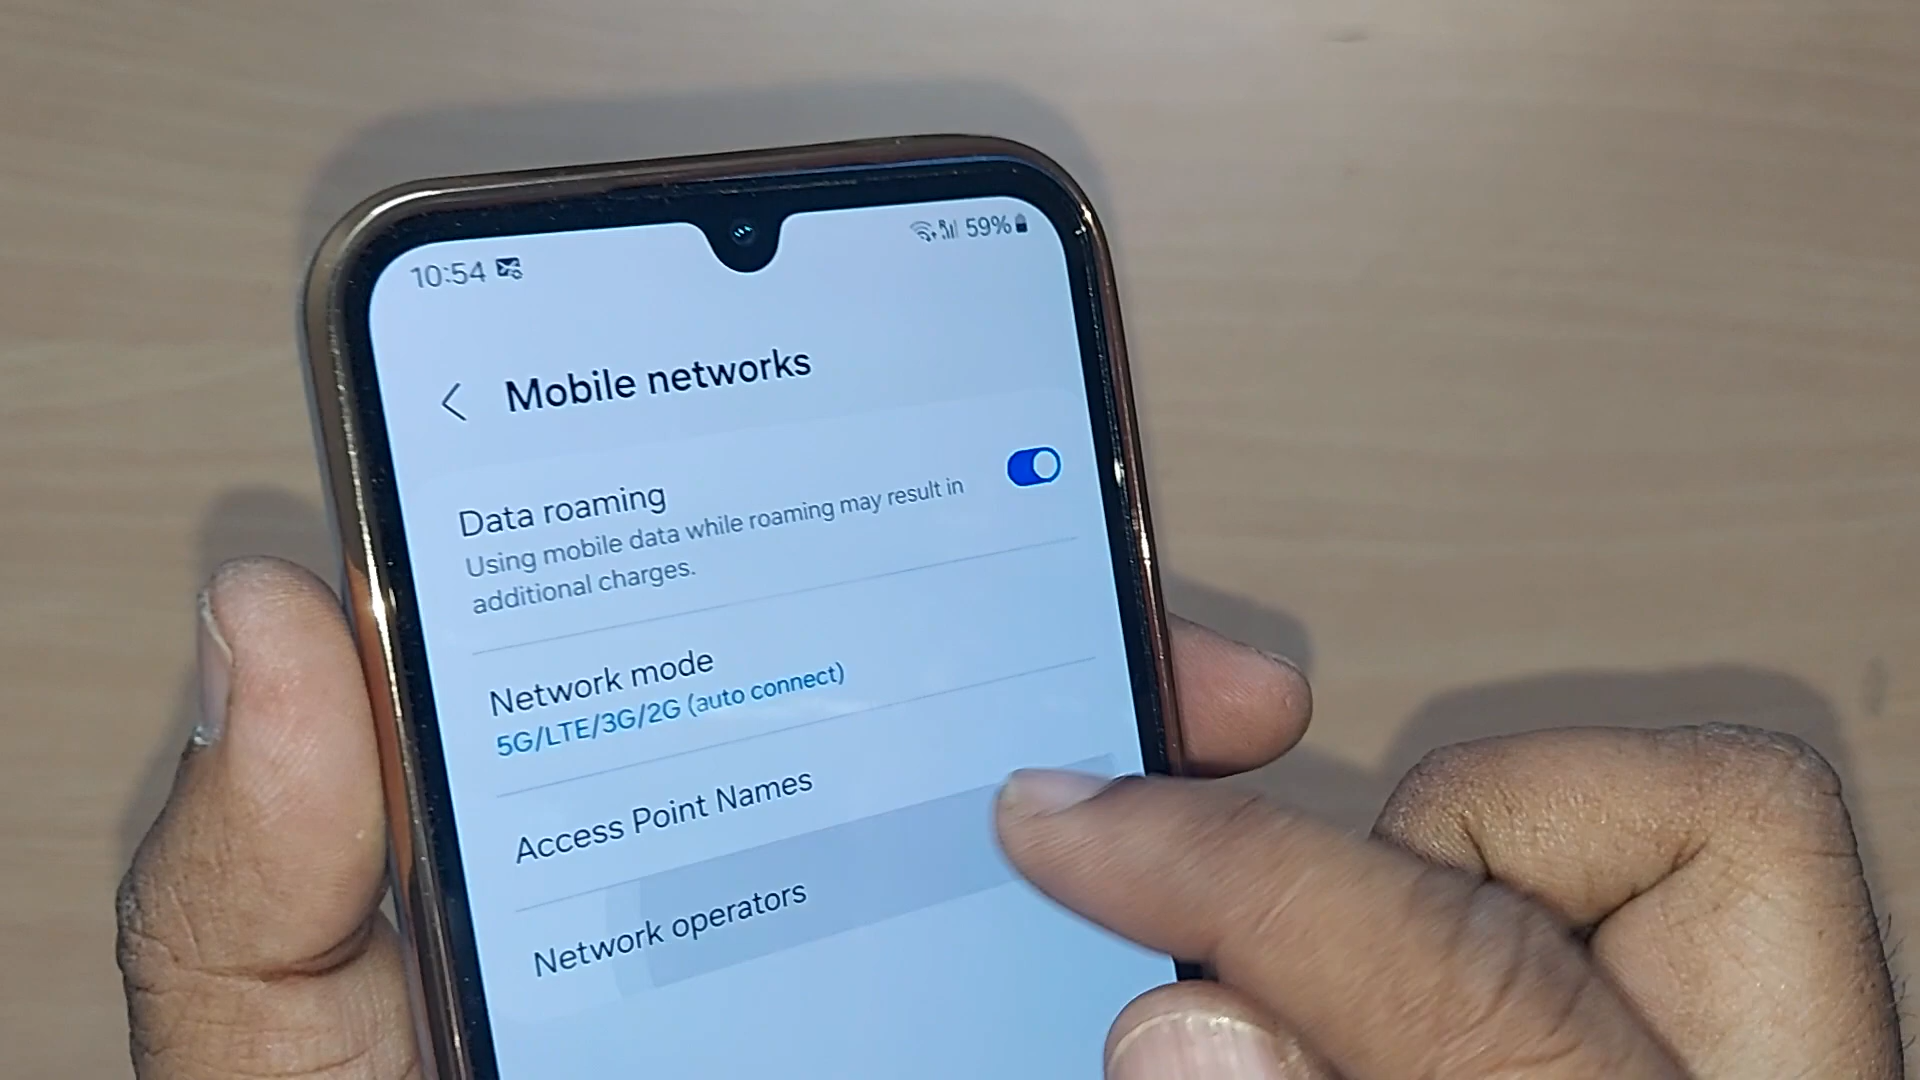 10:54
59%
Mobile networks
Data roaming
Using mobile data while roaming may result in
additional charges.
Network mode
5G/LTE/3G/2G (auto connect)
Access Point Names
Network operators